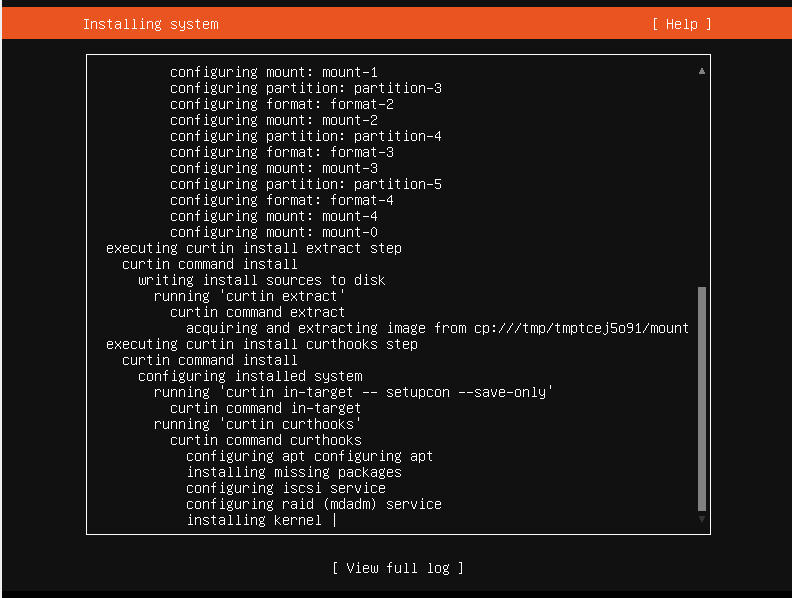 Installing system [ Help ]
configuring mount: mount-1
configuring partition: partition-3
configuring format: format-2
configuring mount: mount-2
configuring partition: partition-4
configuring format: format-3
configuring mount: mount-3
configuring partition: partition-5
configuring format: format-4
configuring mount: mount-4
configuring mount: mount-0
executing curtin install extract step
curtin command install
writing install sources to disk
running 'curtin extract'
curtin command extract
acquiring and extracting image from cp:///tmp/tmptcej5o91/mount
executing curtin install curthooks step
curtin command install
configuring installed system
running 'curtin in-target -- setupcon --save-only'
curtin command in-target
running 'curtin curthooks'
curtin command curthooks
configuring apt configuring apt
installing missing packages
configuring iscsi service
configuring raid (mdadm) service
installing kernel |
[ View full log ]